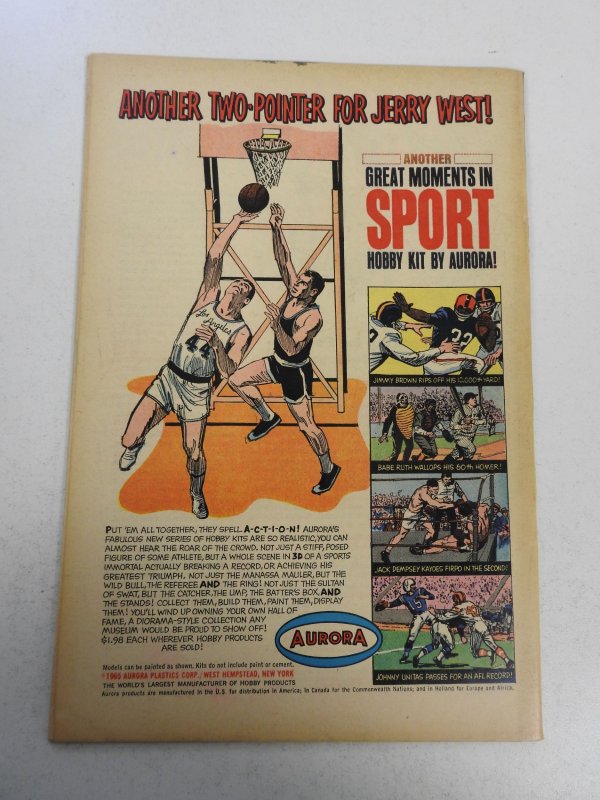 ANOTHER TWO-POINTER FOR JERRY WEST!
ANOTHER
GREAT MOMENTS IN
SPORT
HOBBY KIT BY AURORA!
Los Angeles
44
32
JIMMY BROWN RIPS OFF HIS 10,000th YARD!
BABE RUTH WALLOPS HIS 60th HOMER!
JACK DEMPSEY KAYOES FIRPO IN THE SECOND!
15
JOHNNY UNITAS PASSES FOR AN AFL RECORD!
PUT 'EM ALL TOGETHER, THEY SPELL A-C-T-I-O-N! AURORA'S
FABULOUS NEW SERIES OF HOBBY KITS ARE SO REALISTIC, YOU CAN
ALMOST HEAR THE ROAR OF THE CROWD. NOT JUST A STIFF, POSED
FIGURE OF SOME ATHLETE, BUT A WHOLE SCENE IN 3D OF A SPORTS
IMMORTAL ACTUALLY BREAKING A RECORD, OR ACHIEVING HIS
GREATEST TRIUMPH. NOT JUST THE MANASSA MAULER, BUT THE
WILD BULL, THE REFEREE AND THE RING! NOT JUST THE SULTAN
OF SWAT, BUT THE CATCHER, THE UMP, THE BATTER'S BOX, AND
THE STANDS! COLLECT THEM, BUILD THEM, PAINT THEM, DISPLAY
THEM! YOU'LL WIND UP OWNING YOUR OWN HALL OF
FAME, A DIORAMA-STYLE COLLECTION ANY
MUSEUM WOULD BE PROUD TO SHOW OFF!
$1.98 EACH WHEREVER HOBBY PRODUCTS
ARE SOLD!
AURORA
Models can be painted as shown. Kits do not include paint or cement.
©1965 AURORA PLASTICS CORP./WEST HEMPSTEAD, NEW YORK
THE WORLD'S LARGEST MANUFACTURER OF HOBBY PRODUCTS
Aurora products are manufactured in the U.S. for distribution in America; in Canada for the Commonwealth Nations; and in Holland for Europe and Africa.